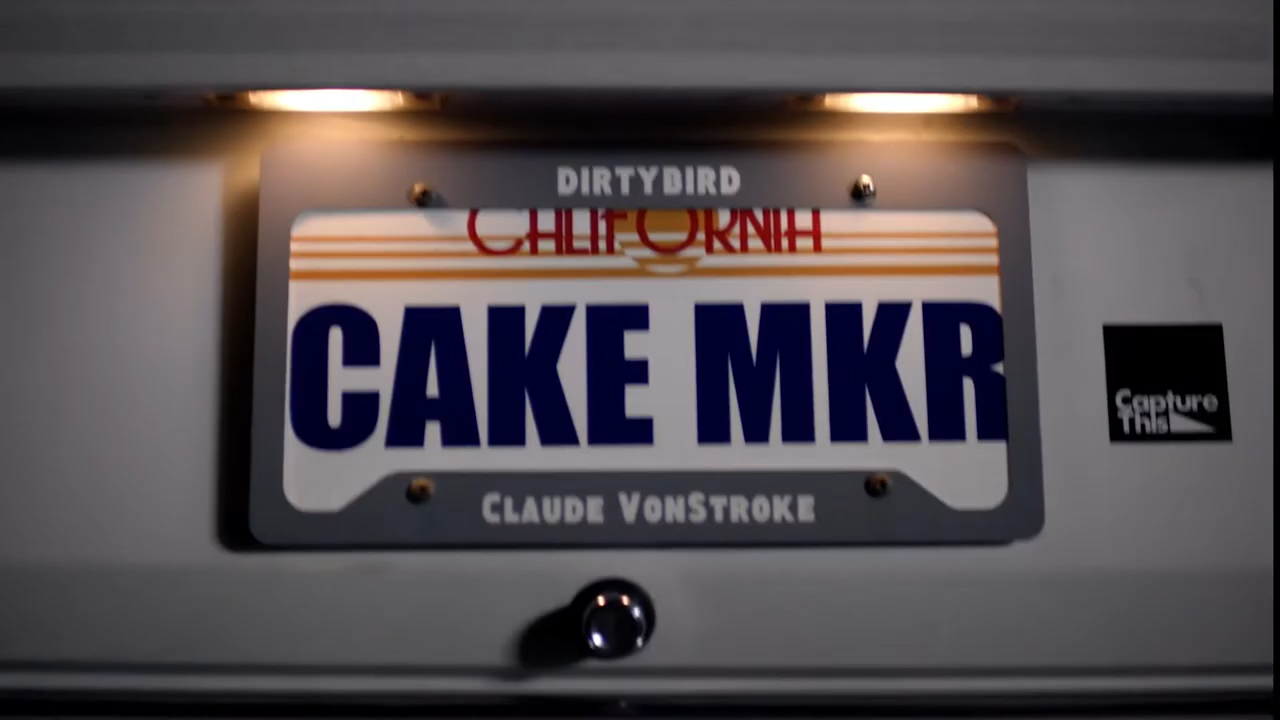 DIRTYBIRD
CALIFORNIA
CAKE MKR
CLAUDE VONSTROKE
Capture
This